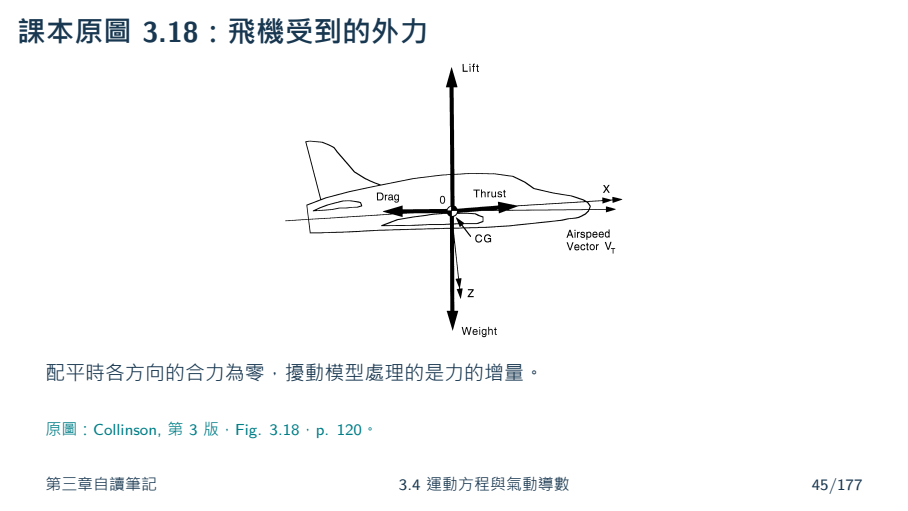 課本原圖 3.18：飛機受到的外力
Lift
Drag
0
Thrust
X
CG
Airspeed
Vector VT
Z
Weight
配平時各方向的合力為零，擾動模型處理的是力的增量。
原圖：Collinson, 第 3 版，Fig. 3.18，p. 120。
第三章自讀筆記
3.4 運動方程與氣動導數
45/177